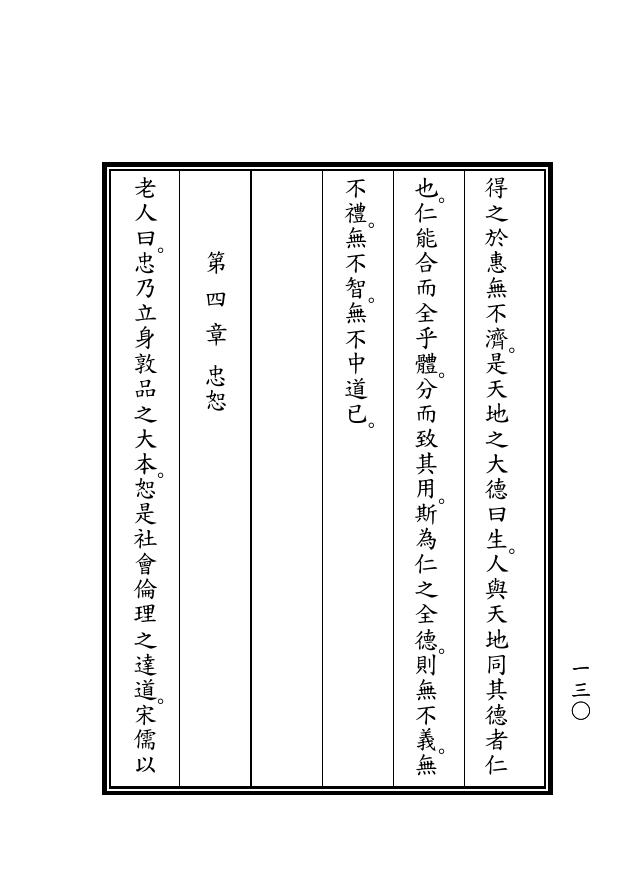 得之於惠無不濟。是天地之大德曰生。人與天地同其德者仁
也。仁能合而全乎體。分而致其用。斯為仁之全德。則無不義。無
不禮。無不智。無不中道已。
第四章 忠恕
老人曰。忠乃立身敦品之大本。恕是社會倫理之達道。宋儒以
一三〇